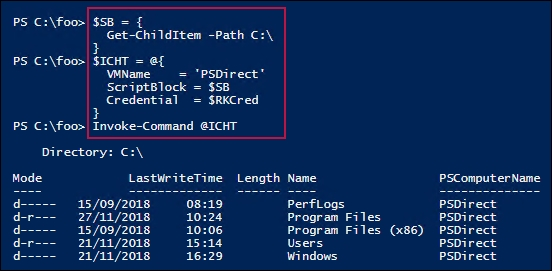 PS C:\foo> $SB = {
  Get-ChildItem -Path C:\
}
PS C:\foo> $ICHT = @{
  VMName      = 'PSDirect'
  ScriptBlock = $SB
  Credential  = $RKCred
}
PS C:\foo> Invoke-Command @ICHT
Directory: C:\
Mode LastWriteTime Length Name PSComputerName
---- ------------- ------ ---- --------------
d----- 15/09/2018 08:19 PerfLogs PSDirect
d-r--- 27/11/2018 10:24 Program Files PSDirect
d----- 15/09/2018 10:06 Program Files (x86) PSDirect
d-r--- 21/11/2018 15:14 Users PSDirect
d----- 21/11/2018 16:29 Windows PSDirect